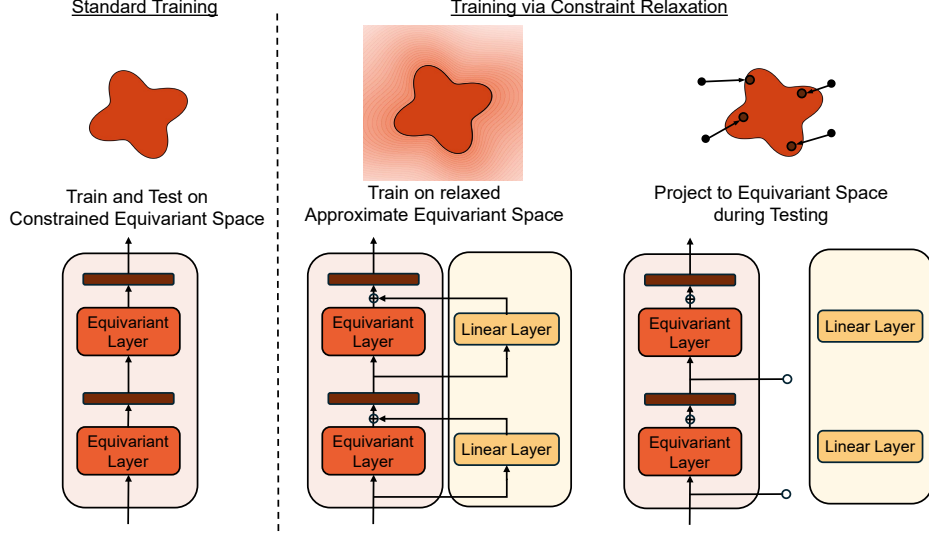 Standard Training
Training via Constraint Relaxation
Train and Test on
Constrained Equivariant Space
Train on relaxed
Approximate Equivariant Space
Project to Equivariant Space
during Testing
Equivariant
Layer
Equivariant
Layer
Equivariant
Layer
Linear Layer
Equivariant
Layer
Linear Layer
Equivariant
Layer
Linear Layer
Equivariant
Layer
Linear Layer